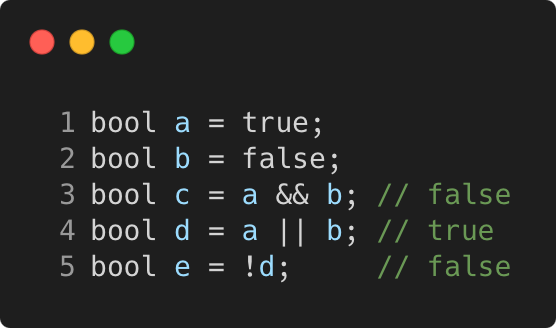 1 bool a = true;
2 bool b = false;
3 bool c = a && b; // false
4 bool d = a || b; // true
5 bool e = !d;     // false